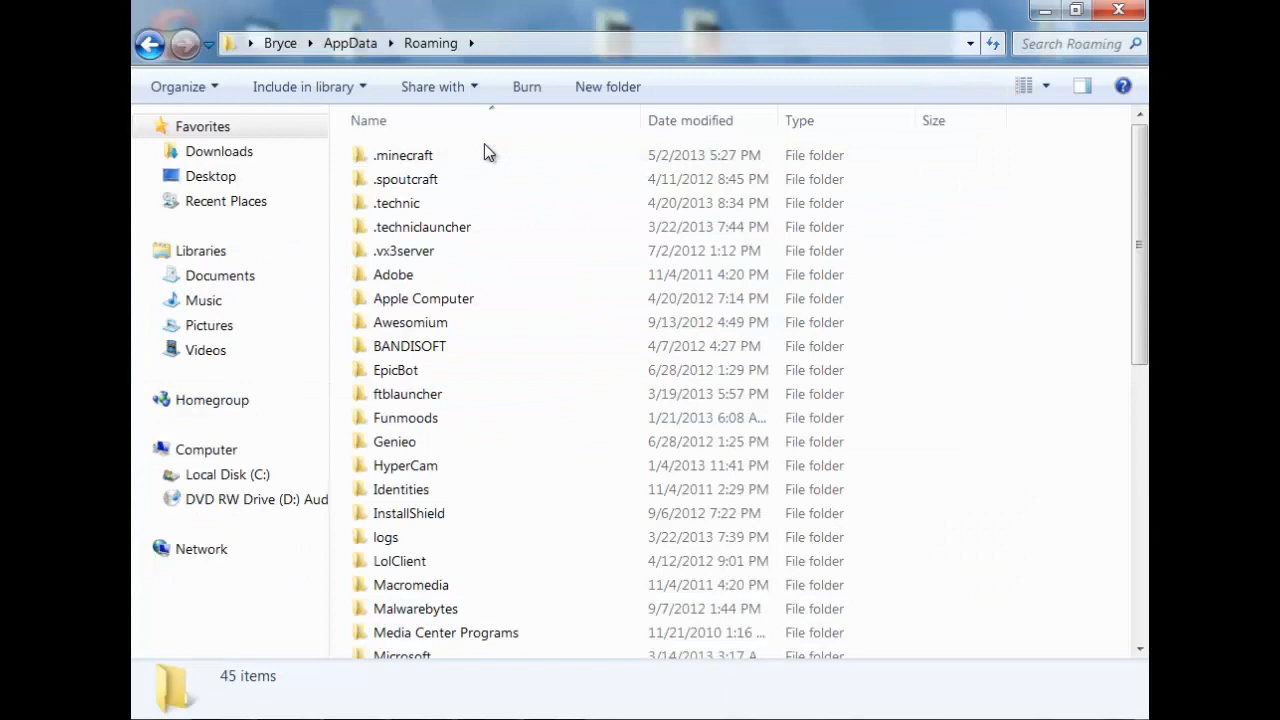 Bryce AppData Roaming Search Roaming
Organize Include in library Share with Burn New folder
Name Date modified Type Size
Favorites
Downloads
Desktop
Recent Places
Libraries
Documents
Music
Pictures
Videos
Homegroup
Computer
Local Disk (C:)
DVD RW Drive (D:) Aud
Network
.minecraft 5/2/2013 5:27 PM File folder
.spoutcraft 4/11/2012 8:45 PM File folder
.technic 4/20/2013 8:34 PM File folder
.techniclauncher 3/22/2013 7:44 PM File folder
.vx3server 7/2/2012 1:12 PM File folder
Adobe 11/4/2011 4:20 PM File folder
Apple Computer 4/20/2012 7:14 PM File folder
Awesomium 9/13/2012 4:49 PM File folder
BANDISOFT 4/7/2012 4:27 PM File folder
EpicBot 6/28/2012 1:29 PM File folder
ftblauncher 3/19/2013 5:57 PM File folder
Funmoods 1/21/2013 6:08 A... File folder
Genieo 6/28/2012 1:25 PM File folder
HyperCam 1/4/2013 11:41 PM File folder
Identities 11/4/2011 2:29 PM File folder
InstallShield 9/6/2012 7:22 PM File folder
logs 3/22/2013 7:39 PM File folder
LolClient 4/12/2012 9:01 PM File folder
Macromedia 11/4/2011 4:20 PM File folder
Malwarebytes 9/7/2012 1:44 PM File folder
Media Center Programs 11/21/2010 1:16 ... File folder
Microsoft 3/14/2013 3:17 A... File folder
45 items